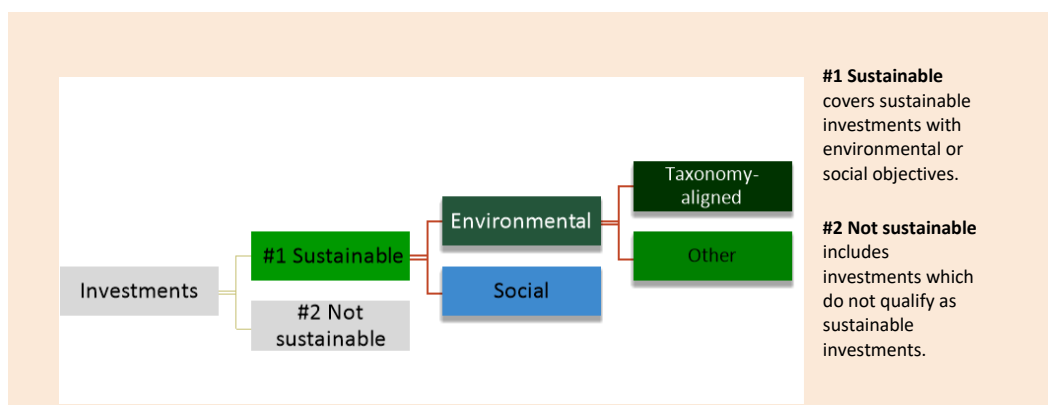 Investments
#1 Sustainable
#2 Not
sustainable
Environmental
Social
Taxonomy-
aligned
Other
#1 Sustainable
covers sustainable
investments with
environmental or
social objectives.
#2 Not sustainable
includes
investments which
do not qualify as
sustainable
investments.